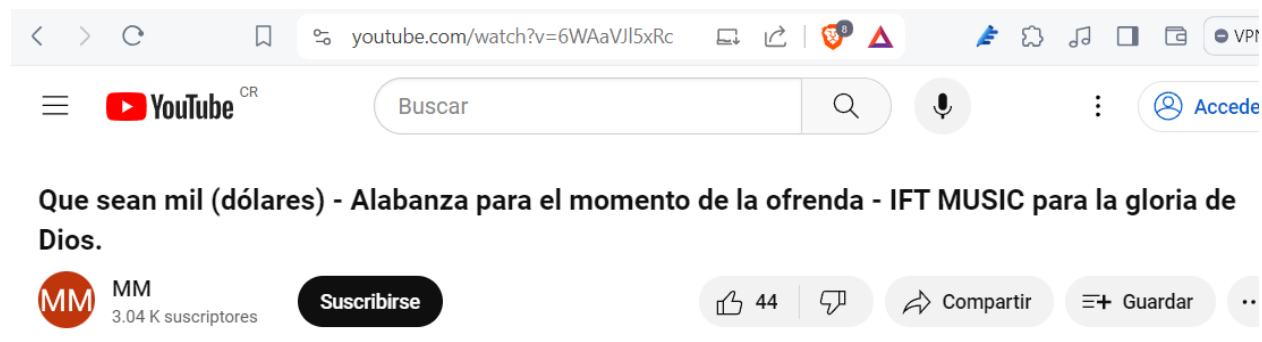 youtube.com/watch?v=6WAaVJl5xRc
8
VPN
YouTube CR
Buscar
Accede
Que sean mil (dólares) - Alabanza para el momento de la ofrenda - IFT MUSIC para la gloria de
Dios.
MM
MM
3.04 K suscriptores
Suscribirse
44
Compartir
Guardar